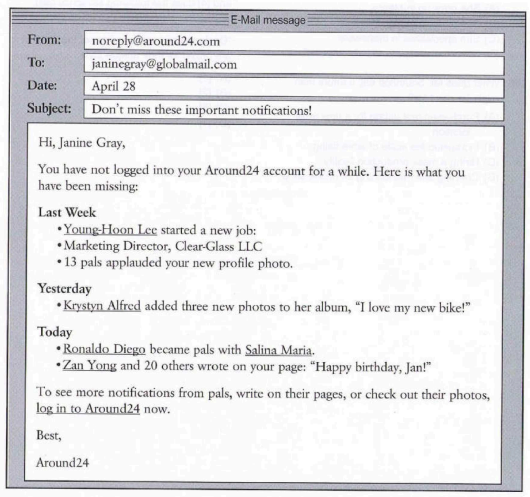 E-Mail message
From: noreply@around24.com
To: janinegray@globalmail.com
Date: April 28
Subject: Don't miss these important notifications!
Hi, Janine Gray,
You have not logged into your Around24 account for a while. Here is what you
have been missing:
Last Week
• Young-Hoon Lee started a new job:
• Marketing Director, Clear-Glass LLC
• 13 pals applauded your new profile photo.
Yesterday
• Krystyn Alfred added three new photos to her album, "I love my new bike!"
Today
• Ronaldo Diego became pals with Salina Maria.
• Zan Yong and 20 others wrote on your page: "Happy birthday, Jan!"
To see more notifications from pals, write on their pages, or check out their photos,
log in to Around24 now.
Best,
Around24